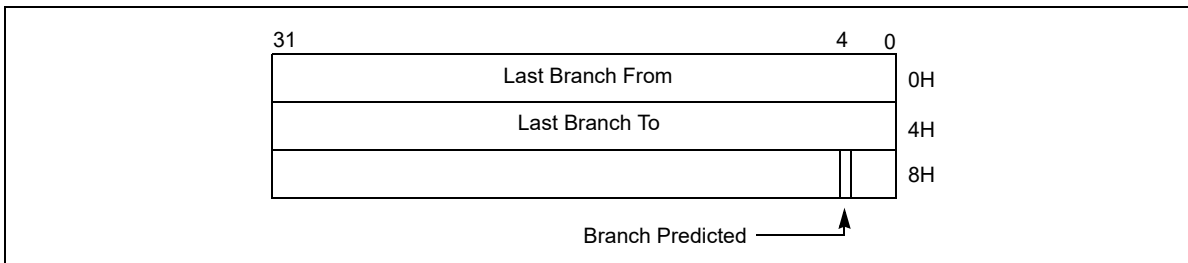 31 4 0
Last Branch From 0H
Last Branch To 4H
8H
Branch Predicted